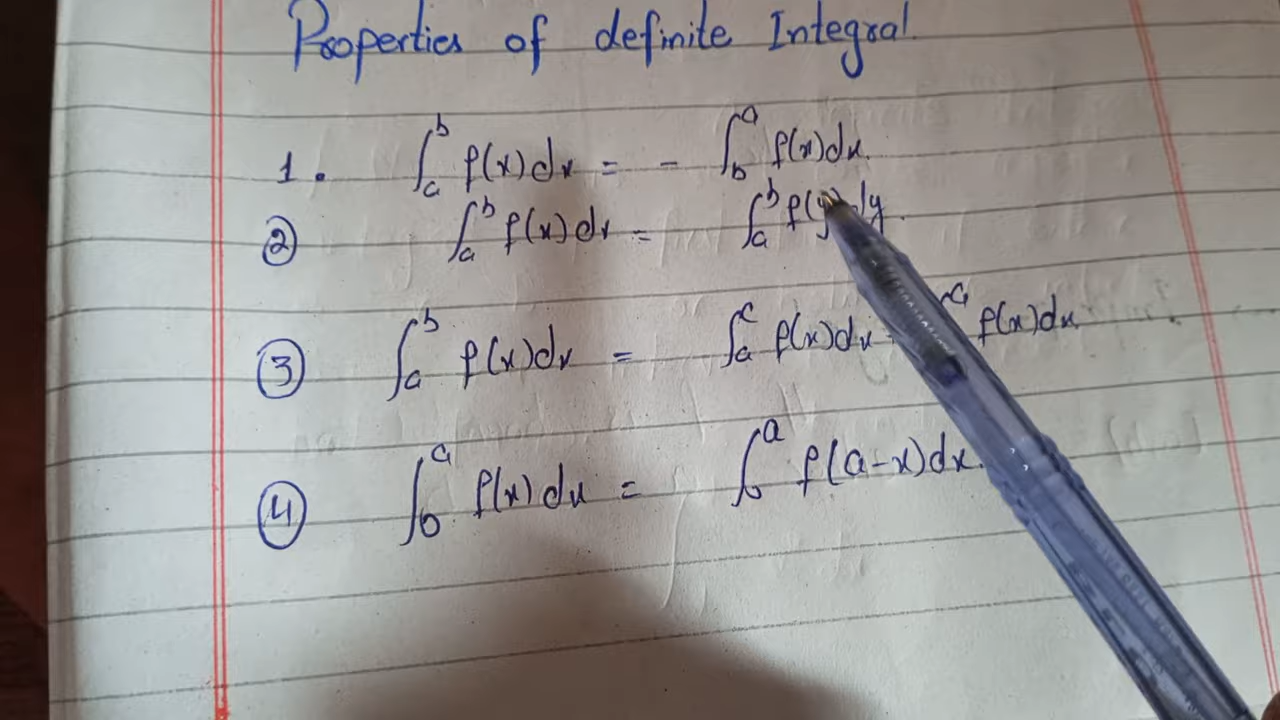 Properties of definite Integral.
1. ∫_a^b f(x)dx = - ∫_b^a f(x)dx.
② ∫_a^b f(x)dx = ∫_a^b f(y)dy.
③ ∫_a^b f(x)dx = ∫_a^c f(x)dx f(x)dx
④ ∫_0^a f(x)dx = ∫_0^a f(a-x)dx.